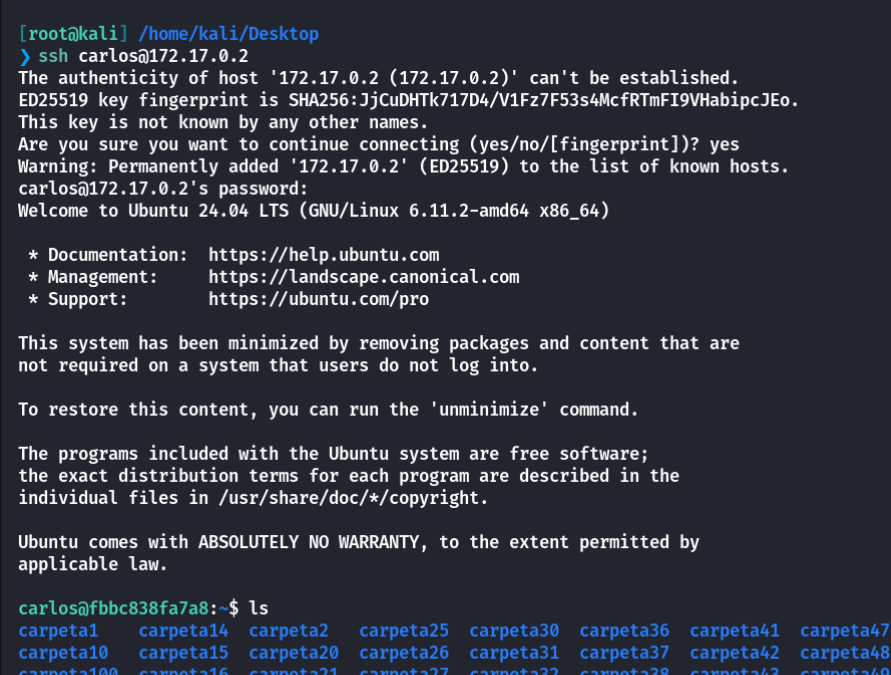 [root@kali] /home/kali/Desktop
❯ ssh carlos@172.17.0.2
The authenticity of host '172.17.0.2 (172.17.0.2)' can't be established.
ED25519 key fingerprint is SHA256:JjCuDHTk717D4/V1Fz7F53s4McfRTmFI9VHabipcJEo.
This key is not known by any other names.
Are you sure you want to continue connecting (yes/no/[fingerprint])? yes
Warning: Permanently added '172.17.0.2' (ED25519) to the list of known hosts.
carlos@172.17.0.2's password:
Welcome to Ubuntu 24.04 LTS (GNU/Linux 6.11.2-amd64 x86_64)
* Documentation:  https://help.ubuntu.com
* Management:     https://landscape.canonical.com
* Support:        https://ubuntu.com/pro
This system has been minimized by removing packages and content that are
not required on a system that users do not log into.
To restore this content, you can run the 'unminimize' command.
The programs included with the Ubuntu system are free software;
the exact distribution terms for each program are described in the
individual files in /usr/share/doc/*/copyright.
Ubuntu comes with ABSOLUTELY NO WARRANTY, to the extent permitted by
applicable law.
carlos@fbbc838fa7a8:~$ ls
carpeta1    carpeta14  carpeta2   carpeta25  carpeta30  carpeta36  carpeta41  carpeta47
carpeta10   carpeta15  carpeta20  carpeta26  carpeta31  carpeta37  carpeta42  carpeta48
carpeta100  carpeta16  carpeta21  carpeta27  carpeta32  carpeta38  carpeta43  carpeta49